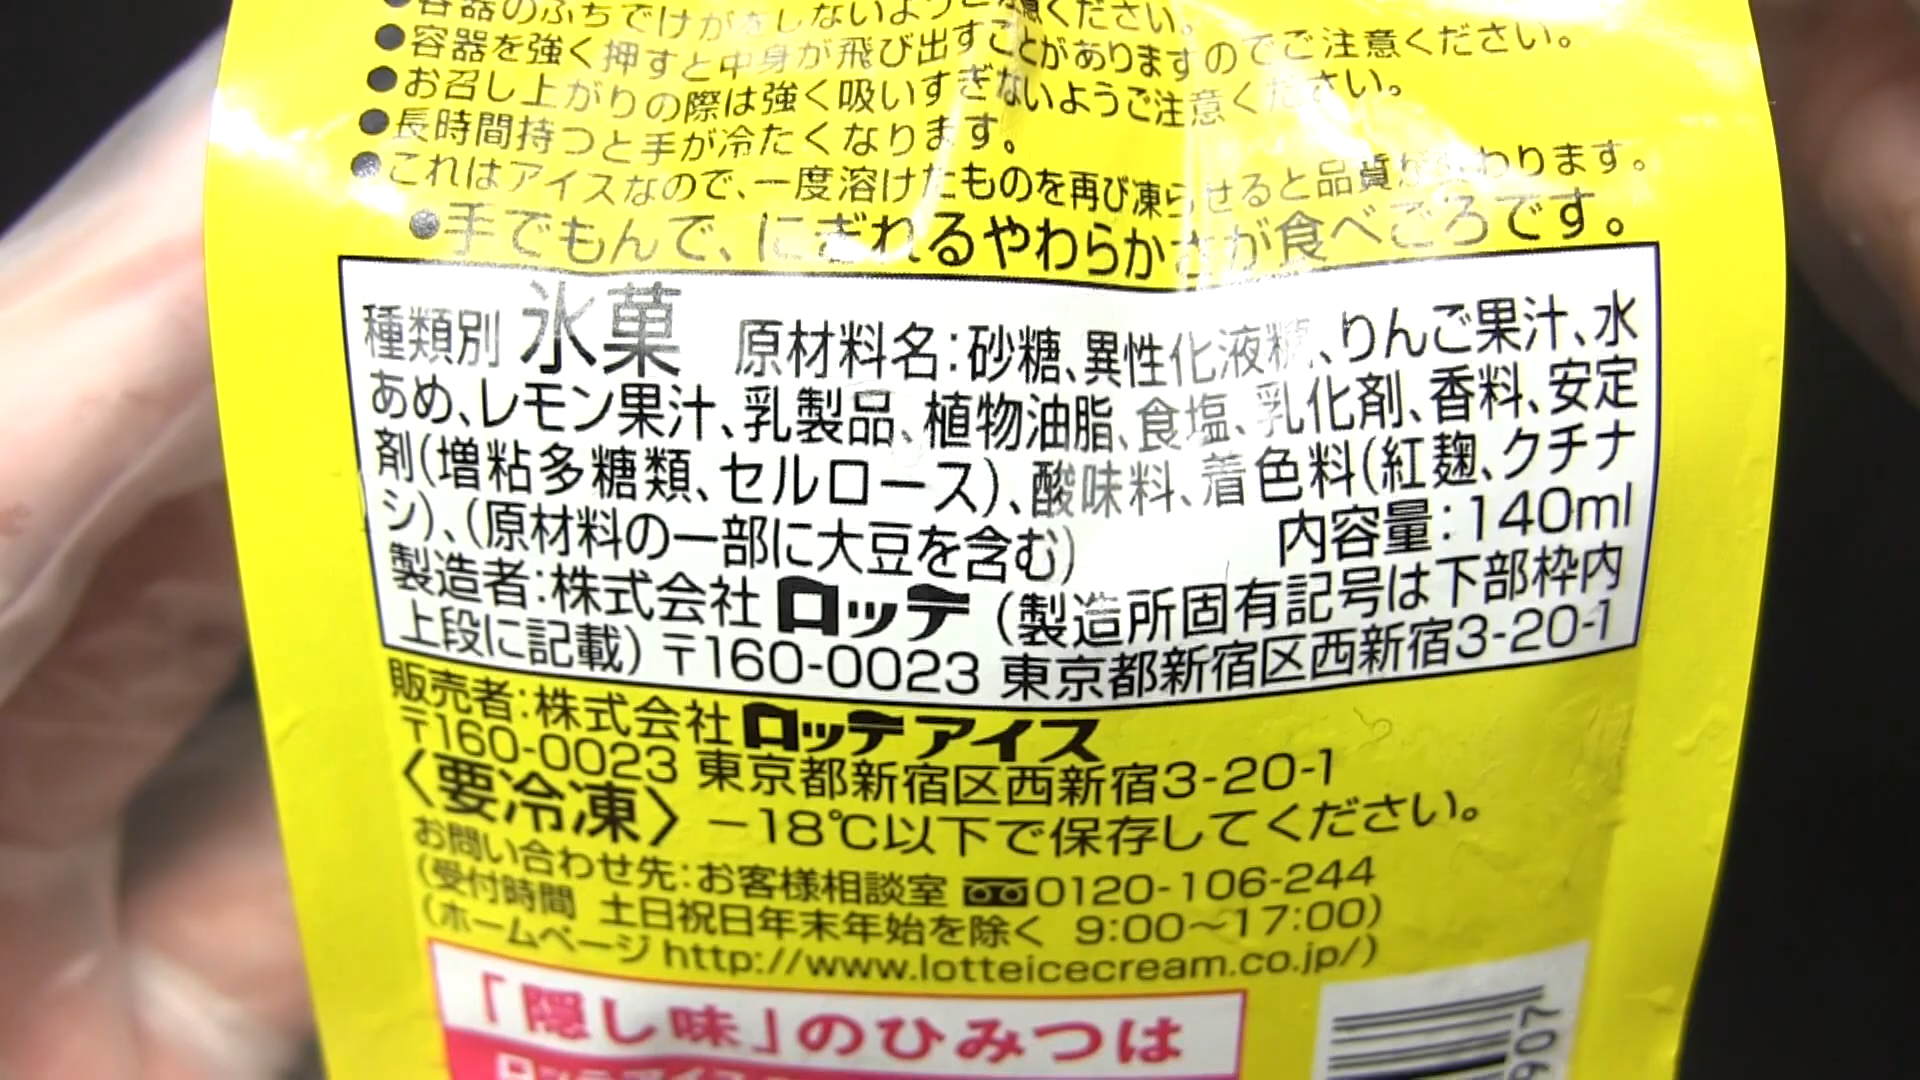 ●容器のふちでけがをしないようご注意ください。
●容器を強く押すと中身が飛び出すことがありますのでご注意ください。
●お召し上がりの際は強く吸いすぎないようご注意ください。
●長時間持つと手が冷たくなります。
●これはアイスなので、一度溶けたものを再び凍らせると品質が変わります。
●手でもんで、にぎれるやわらかさが食べごろです。
種類別 氷菓 原材料名:砂糖、異性化液糖、りんご果汁、水
あめ、レモン果汁、乳製品、植物油脂、食塩、乳化剤、香料、安定
剤(増粘多糖類、セルロース)、酸味料、着色料(紅麹、クチナ
シ)、(原材料の一部に大豆を含む) 内容量:140ml
製造者:株式会社 ロッテ (製造所固有記号は下部枠内
上段に記載) 〒160-0023 東京都新宿区西新宿3-20-1
販売者:株式会社 ロッテアイス
〒160-0023 東京都新宿区西新宿3-20-1
〈要冷凍〉 -18℃以下で保存してください。
お問い合わせ先:お客様相談室 0120-106-244
(受付時間 土日祝日年末年始を除く 9:00〜17:00)
(ホームページ http://www.lotteicecream.co.jp/)
「隠し味」のひみつは